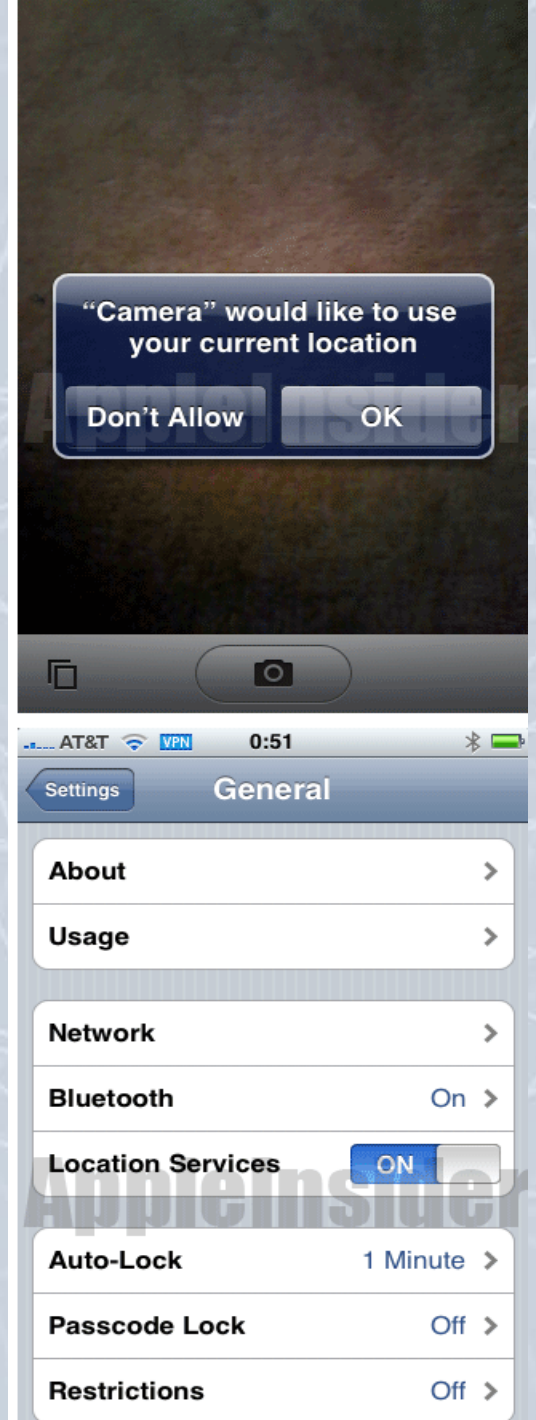 “Camera” would like to use
your current location
Don’t Allow OK
AppleInsider
AT&T VPN 0:51
Settings General
About
Usage
Network
Bluetooth On
Location Services ON
AppleInsider
Auto-Lock 1 Minute
Passcode Lock Off
Restrictions Off